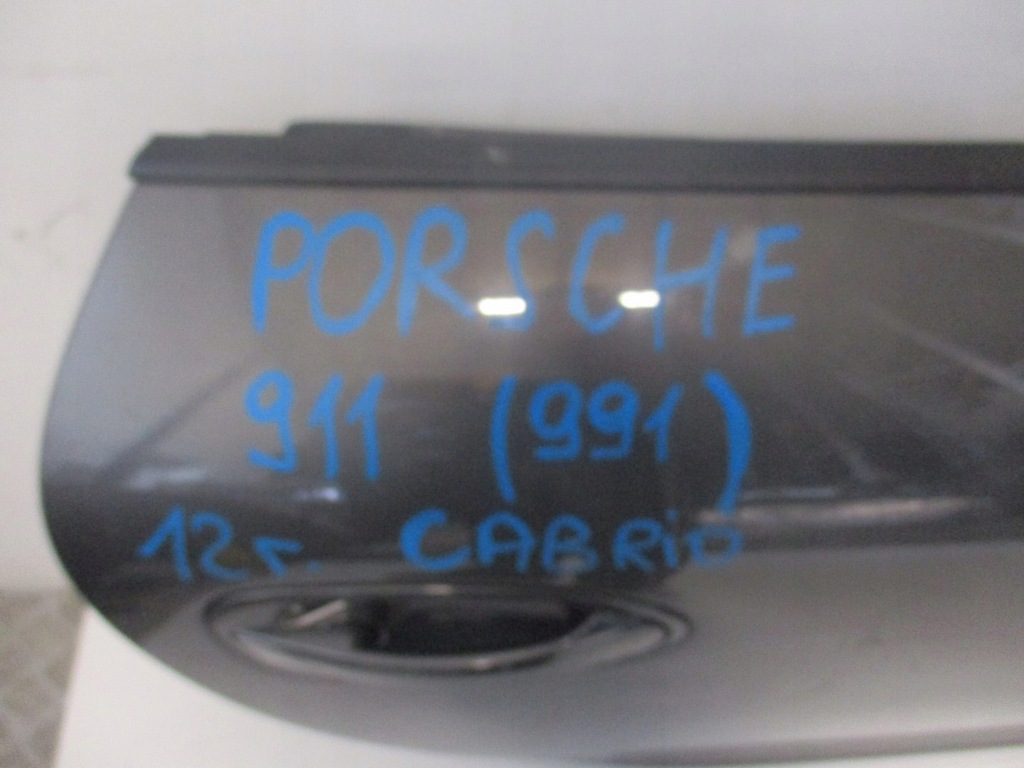 PORSCHE
911 (991)
12r. CABRiO